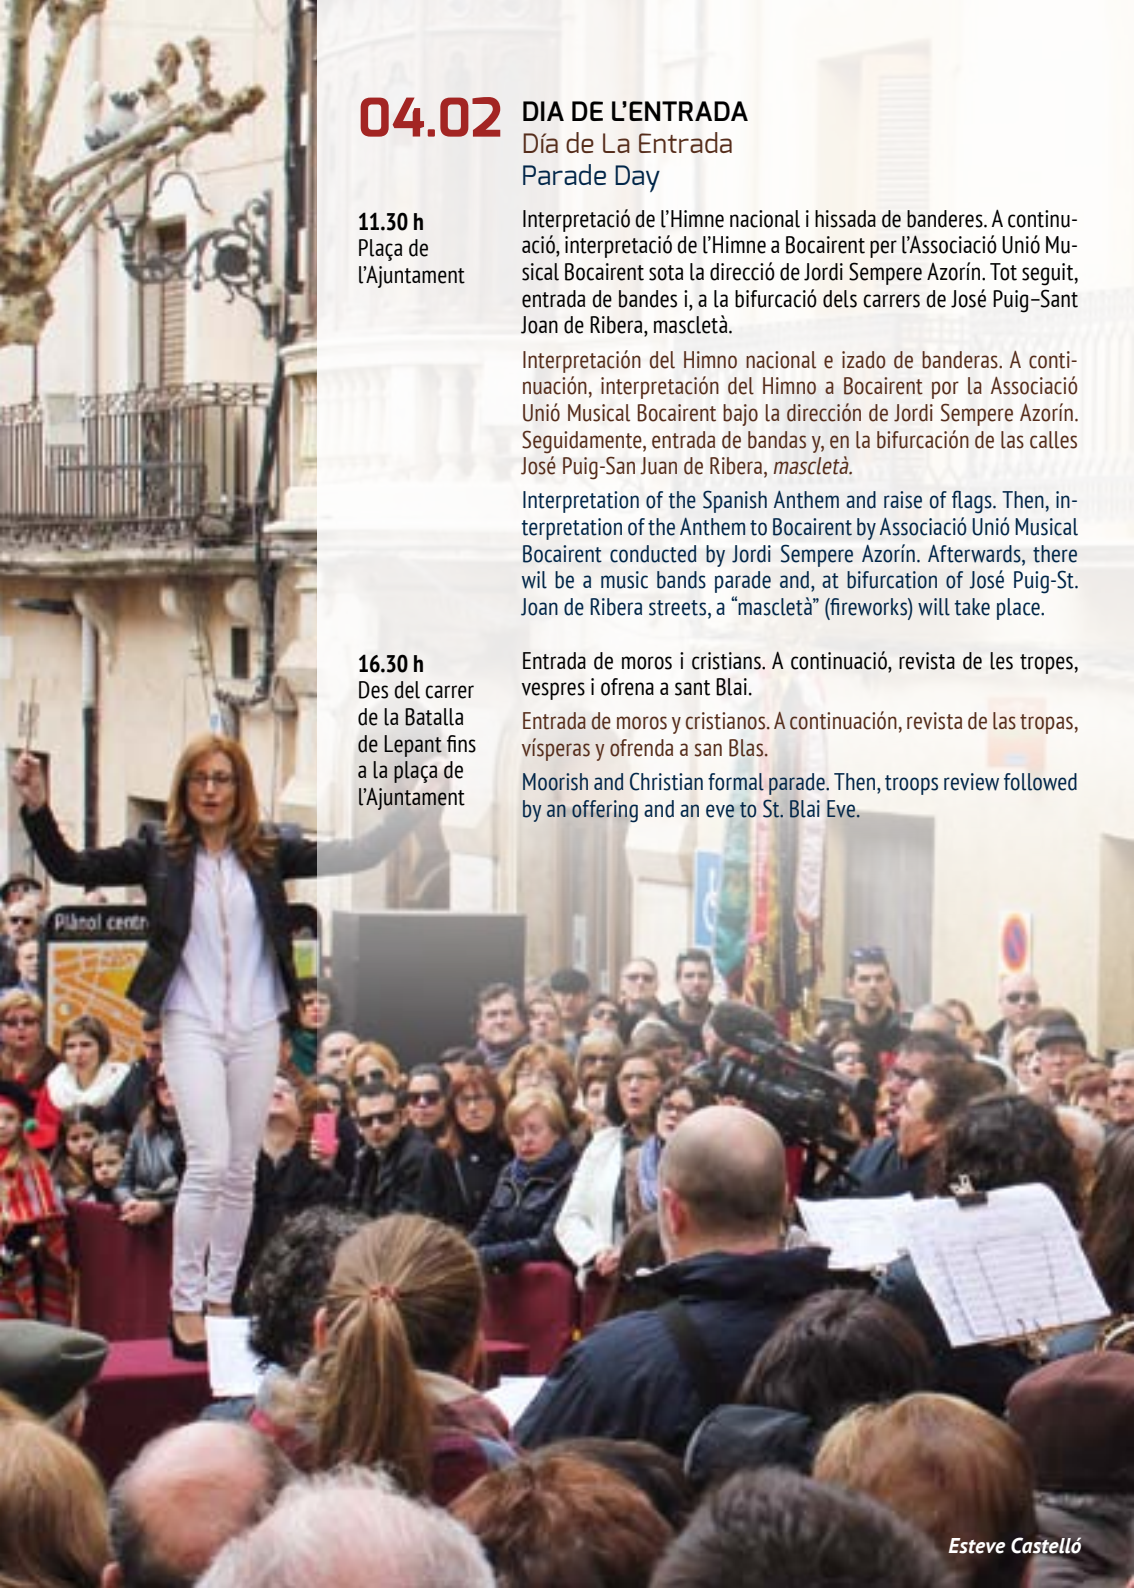 04.02
DIA DE L'ENTRADA
Día de La Entrada
Parade Day
11.30 h
Plaça de
l'Ajuntament
Interpretació de l'Himne nacional i hissada de banderes. A continu-
ació, interpretació de l'Himne a Bocairent per l'Associació Unió Mu-
sical Bocairent sota la direcció de Jordi Sempere Azorín. Tot seguit,
entrada de bandes i, a la bifurcació dels carrers de José Puig–Sant
Joan de Ribera, mascletà.
Interpretación del Himno nacional e izado de banderas. A conti-
nuación, interpretación del Himno a Bocairent por la Associació
Unió Musical Bocairent bajo la dirección de Jordi Sempere Azorín.
Seguidamente, entrada de bandas y, en la bifurcación de las calles
José Puig-San Juan de Ribera, mascletà.
Interpretation of the Spanish Anthem and raise of flags. Then, in-
terpretation of the Anthem to Bocairent by Associació Unió Musical
Bocairent conducted by Jordi Sempere Azorín. Afterwards, there
wil be a music bands parade and, at bifurcation of José Puig-St.
Joan de Ribera streets, a “mascletà” (fireworks) will take place.
16.30 h
Des del carrer
de la Batalla
de Lepant fins
a la plaça de
l'Ajuntament
Entrada de moros i cristians. A continuació, revista de les tropes,
vespres i ofrena a sant Blai.
Entrada de moros y cristianos. A continuación, revista de las tropas,
vísperas y ofrenda a san Blas.
Moorish and Christian formal parade. Then, troops review followed
by an offering and an eve to St. Blai Eve.
Plànol centr
Esteve Castelló